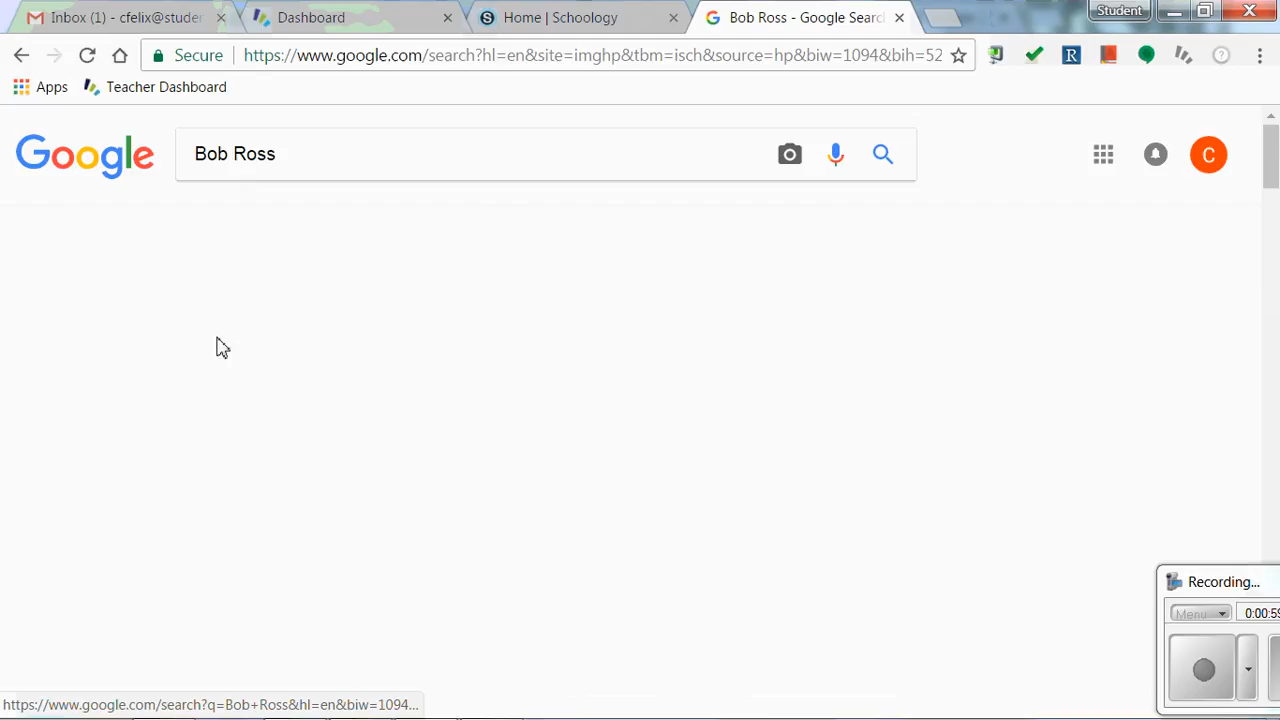 Inbox (1) - cfelix@studer
Dashboard
Home | Schoology
Bob Ross - Google Searc
Student
Secure
https://www.google.com/search?hl=en&site=imghp&tbm=isch&source=hp&biw=1094&bih=52
Apps
Teacher Dashboard
Google
Bob Ross
C
Recording...
Menu
0:00:59
https://www.google.com/search?q=Bob+Ross&hl=en&biw=1094...